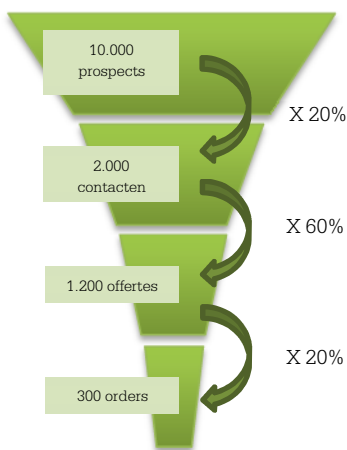 10.000
prospects
X 20%
2.000
contacten
X 60%
1.200 offertes
X 20%
300 orders